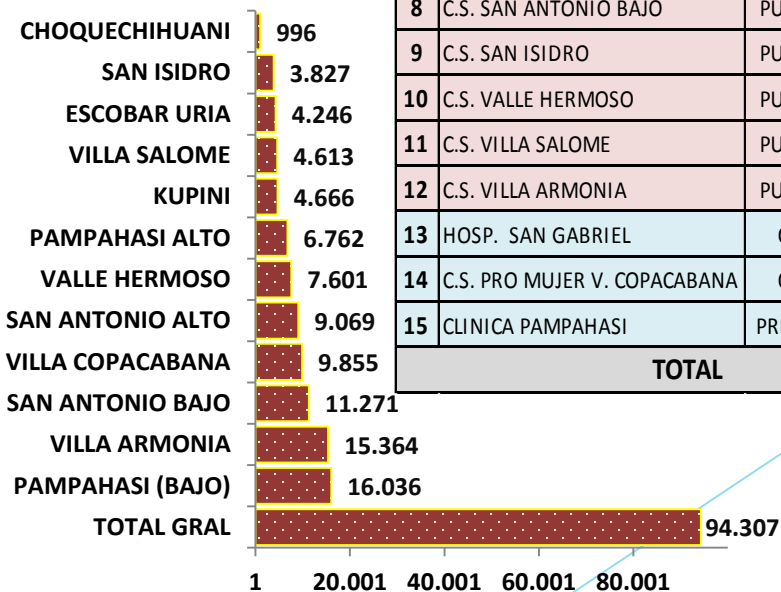 CHOQUECHIHUANI 996
SAN ISIDRO 3.827
ESCOBAR URIA 4.246
VILLA SALOME 4.613
KUPINI 4.666
PAMPAHASI ALTO 6.762
VALLE HERMOSO 7.601
SAN ANTONIO ALTO 9.069
VILLA COPACABANA 9.855
SAN ANTONIO BAJO 11.271
VILLA ARMONIA 15.364
PAMPAHASI (BAJO) 16.036
TOTAL GRAL 94.307
1 20.001 40.001 60.001 80.001
8 C.S. SAN ANTONIO BAJO
9 C.S. SAN ISIDRO
10 C.S. VALLE HERMOSO
11 C.S. VILLA SALOME
12 C.S. VILLA ARMONIA
13 HOSP. SAN GABRIEL
14 C.S. PRO MUJER V. COPACABANA
15 CLINICA PAMPAHASI
TOTAL